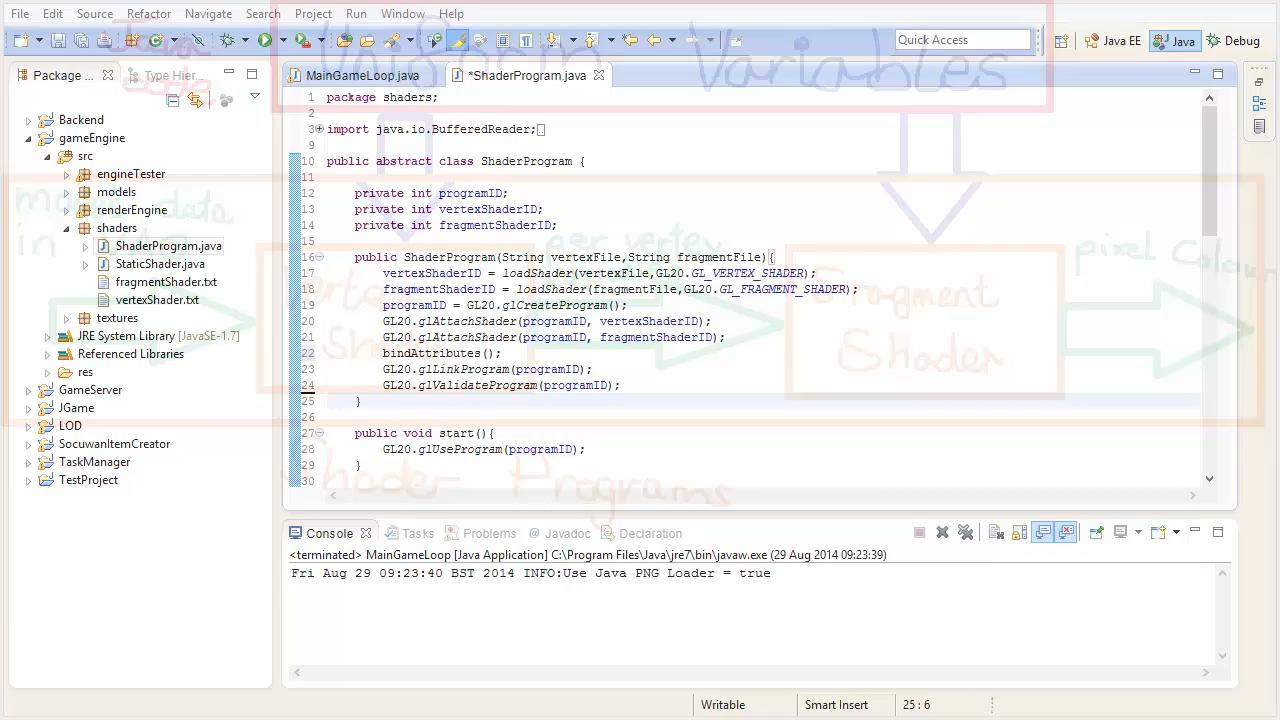 File Edit Source Refactor Navigate Search Project Run Window Help
Quick Access
Java EE
Java
Debug
Package ...
Type Hier...
MainGameLoop.java
*ShaderProgram.java
Backend
gameEngine
src
engineTester
models
renderEngine
shaders
ShaderProgram.java
StaticShader.java
fragmentShader.txt
vertexShader.txt
textures
JRE System Library [JavaSE-1.7]
Referenced Libraries
res
GameServer
JGame
LOD
SocuwanItemCreator
TaskManager
TestProject
1 package shaders;
2
3 import java.io.BufferedReader;
9
10 public abstract class ShaderProgram {
11
12 private int programID;
13 private int vertexShaderID;
14 private int fragmentShaderID;
15
16 public ShaderProgram(String vertexFile,String fragmentFile){
17 vertexShaderID = loadShader(vertexFile,GL20.GL_VERTEX_SHADER);
18 fragmentShaderID = loadShader(fragmentFile,GL20.GL_FRAGMENT_SHADER);
19 programID = GL20.glCreateProgram();
20 GL20.glAttachShader(programID, vertexShaderID);
21 GL20.glAttachShader(programID, fragmentShaderID);
22 bindAttributes();
23 GL20.glLinkProgram(programID);
24 GL20.glValidateProgram(programID);
25 }
26
27 public void start(){
28 GL20.glUseProgram(programID);
29 }
30
Uniform Variables
Java Code
model data
in
per vertex
pixel Colour
Fragment
Shader
Shader Programs
Console
Tasks
Problems
@ Javadoc
Declaration
<terminated> MainGameLoop [Java Application] C:\Program Files\Java\jre7\bin\javaw.exe (29 Aug 2014 09:23:39)
Fri Aug 29 09:23:40 BST 2014 INFO:Use Java PNG Loader = true
Writable
Smart Insert
25 : 6